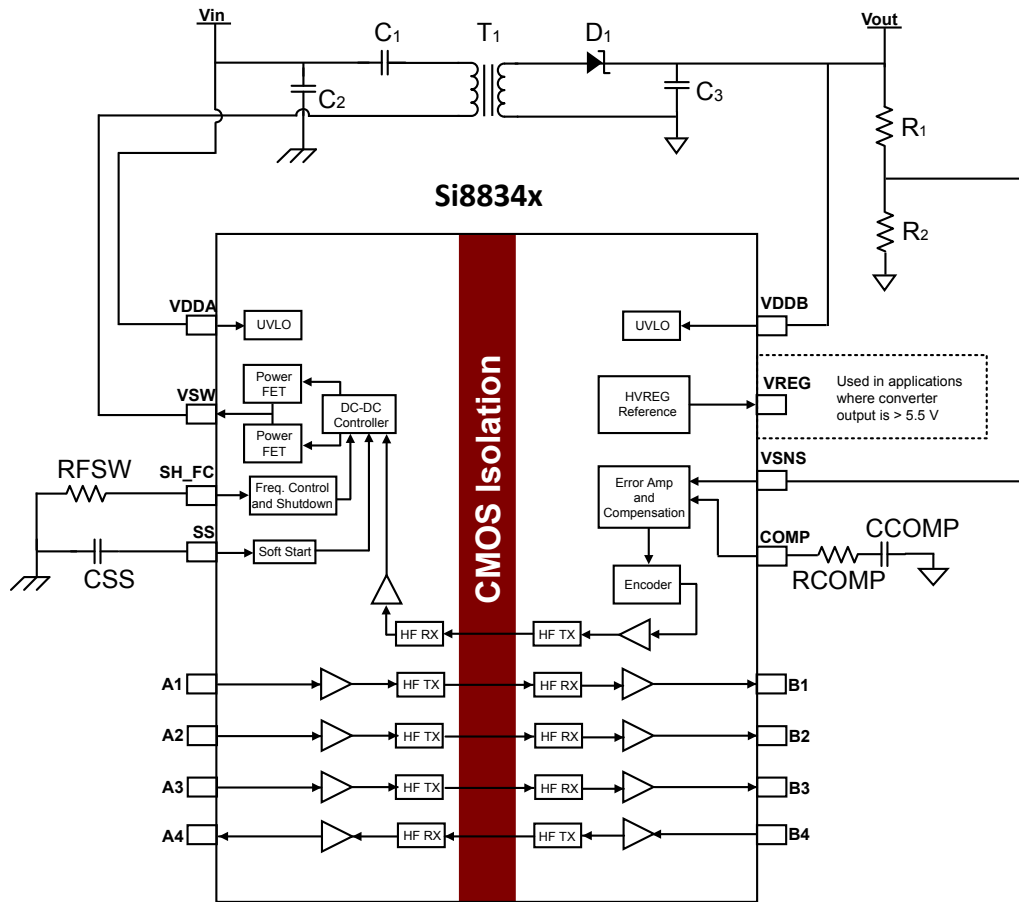 Vin
Vout
C1
T1
D1
C2
C3
R1
R2
Si8834x
CMOS Isolation
VDDA
UVLO
UVLO
VDDB
Power
FET
Power
FET
VSW
DC-DC
Controller
HVREG
Reference
VREG
Used in applications
where converter
output is > 5.5 V
RFSW
SH_FC
Freq. Control
and Shutdown
VSNS
Error Amp
and
Compensation
SS
Soft Start
CSS
COMP
RCOMP
CCOMP
Encoder
HF RX
HF TX
A1
HF TX
HF RX
B1
A2
HF TX
HF RX
B2
A3
HF TX
HF RX
B3
A4
HF RX
HF TX
B4